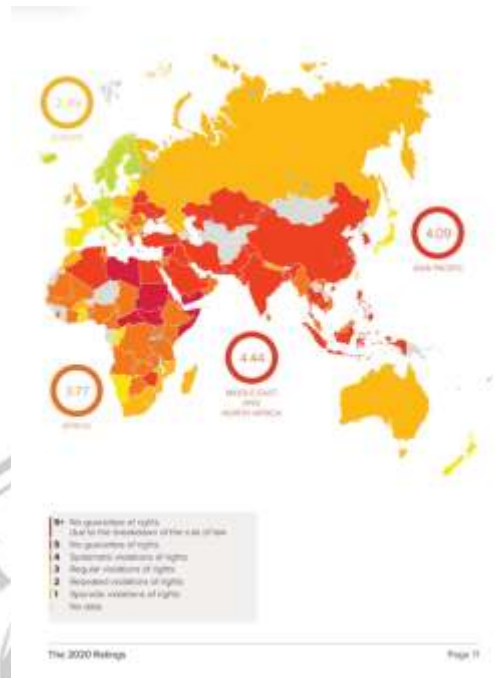 EUROPE
4.09
ASIA PACIFIC
4.44
MIDDLE EAST
AND
NORTH AFRICA
3.77
AFRICA
5+ No guarantee of rights
due to the breakdown of the rule of law
5 No guarantee of rights
4 Systematic violations of rights
3 Regular violations of rights
2 Repeated violations of rights
1 Sporadic violations of rights
No data
The 2020 Ratings
Page 11